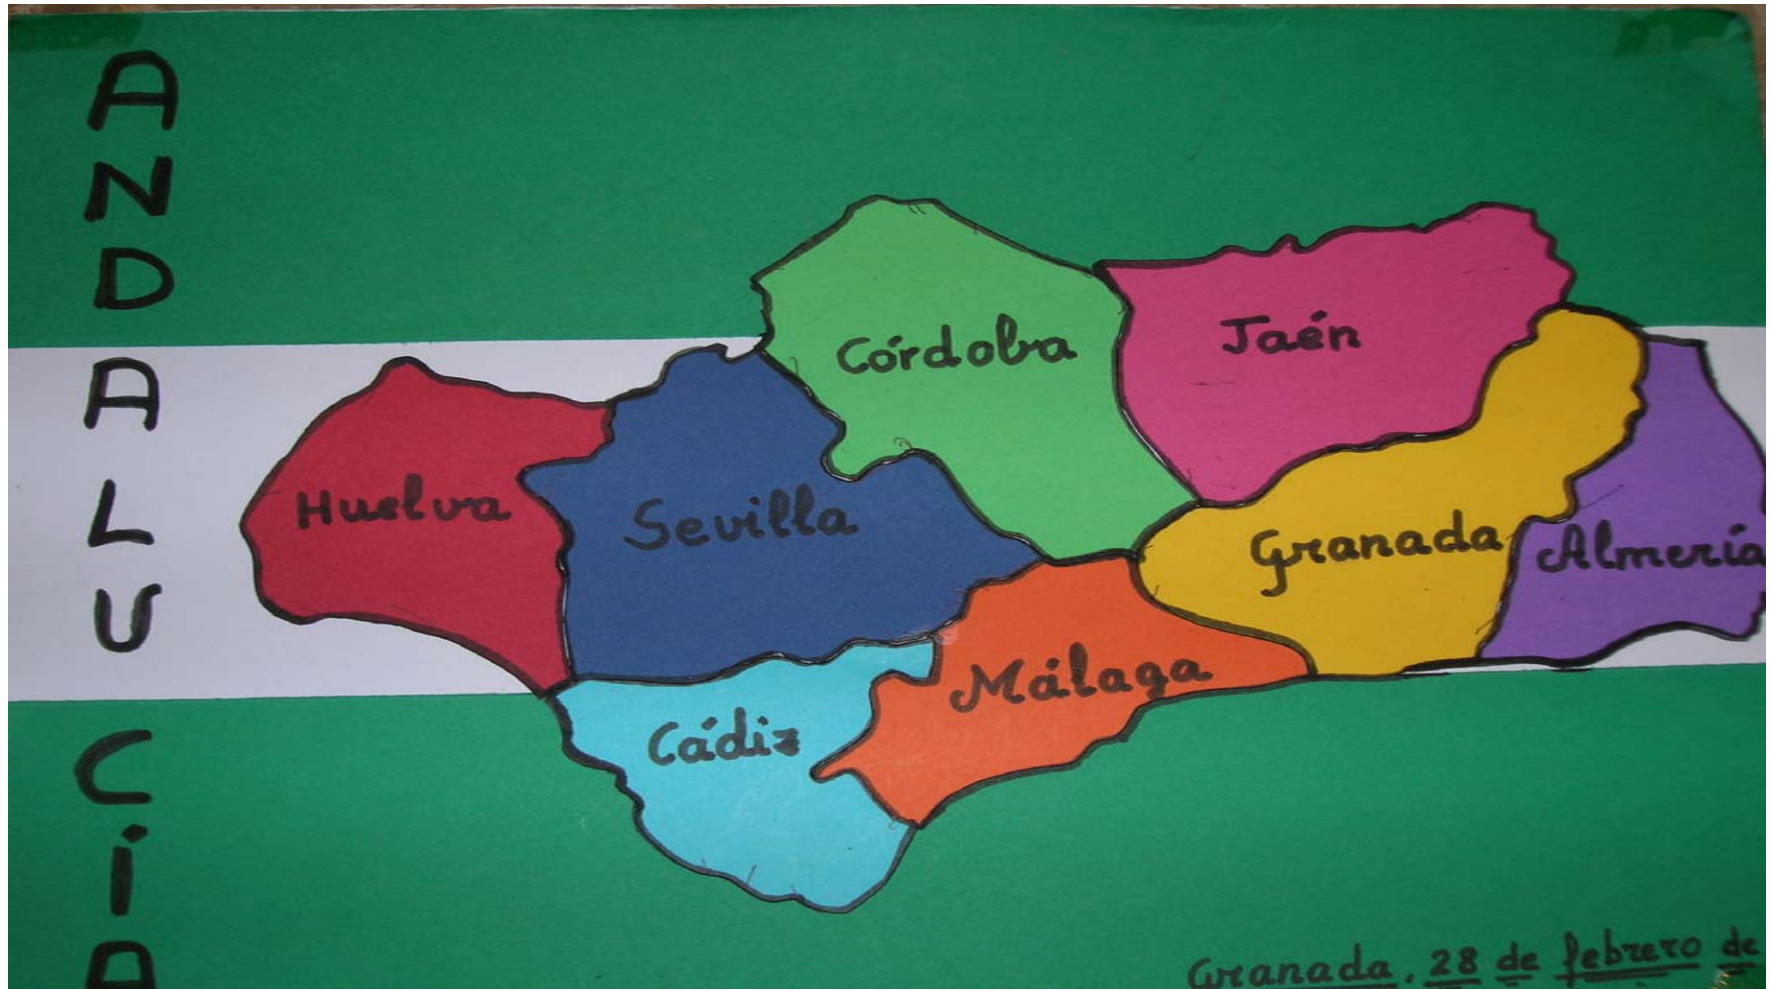 ANDALUCÍA
Córdoba
Jaén
Huelva
Sevilla
Granada
Almería
Málaga
Cádiz
Granada, 28 de febrero de